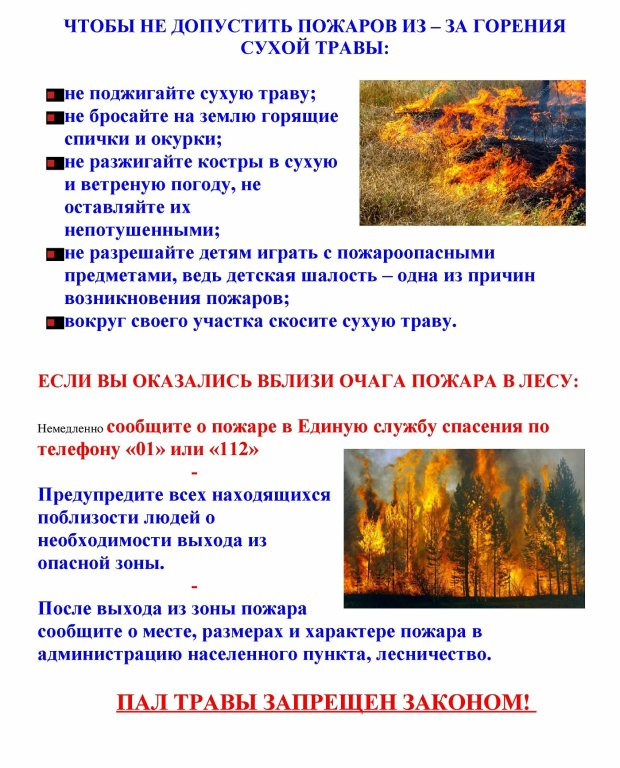 ЧТОБЫ НЕ ДОПУСТИТЬ ПОЖАРОВ ИЗ – ЗА ГОРЕНИЯ
СУХОЙ ТРАВЫ:
не поджигайте сухую траву;
не бросайте на землю горящие
спички и окурки;
не разжигайте костры в сухую
и ветреную погоду, не
оставляйте их
непотушенными;
не разрешайте детям играть с пожароопасными
предметами, ведь детская шалость – одна из причин
возникновения пожаров;
вокруг своего участка скосите сухую траву.
ЕСЛИ ВЫ ОКАЗАЛИСЬ ВБЛИЗИ ОЧАГА ПОЖАРА В ЛЕСУ:
Немедленно сообщите о пожаре в Единую службу спасения по
телефону «01» или «112»
-
Предупредите всех находящихся
поблизости людей о
необходимости выхода из
опасной зоны.
-
После выхода из зоны пожара
сообщите о месте, размерах и характере пожара в
администрацию населенного пункта, лесничество.
ПАЛ ТРАВЫ ЗАПРЕЩЕН ЗАКОНОМ!